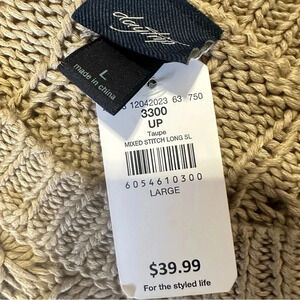 daytrip
L
made in china
12042023 63 750
3300
UP
Taupe
MIXED STITCH LONG SL
6054610300
LARGE
$39.99
For the styled life